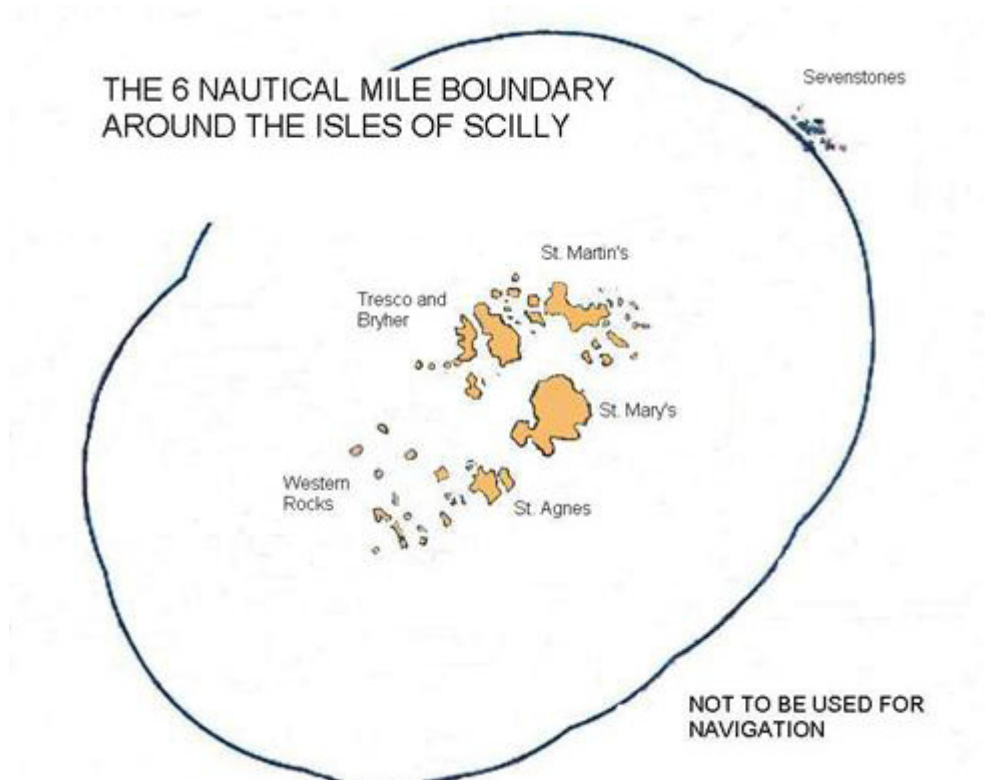 THE 6 NAUTICAL MILE BOUNDARY
AROUND THE ISLES OF SCILLY
Sevenstones
St. Martin's
Tresco and
Bryher
St. Mary's
Western
Rocks
St. Agnes
NOT TO BE USED FOR
NAVIGATION